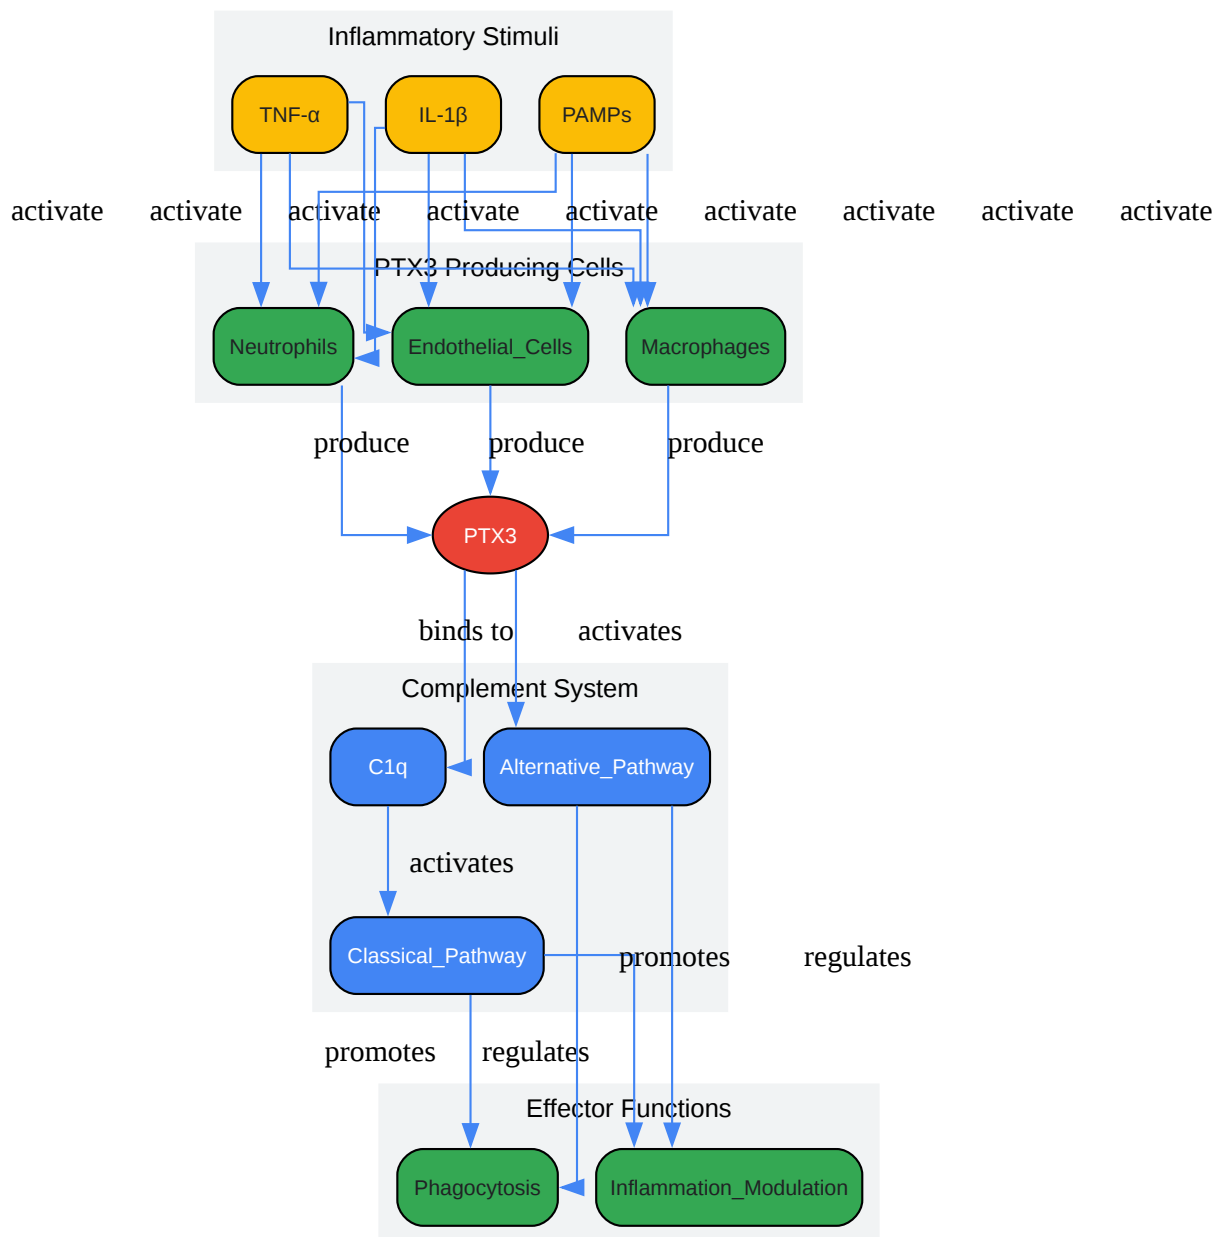 Inflammatory Stimuli
TNF-α IL-1β PAMPs
activate activate activate activate activate activate activate activate activate
PTX3 Producing Cells
Neutrophils Endothelial_Cells Macrophages
produce produce produce
PTX3
binds to activates
Complement System
C1q Alternative_Pathway
activates
Classical_Pathway promotes regulates
promotes regulates
Effector Functions
Phagocytosis Inflammation_Modulation